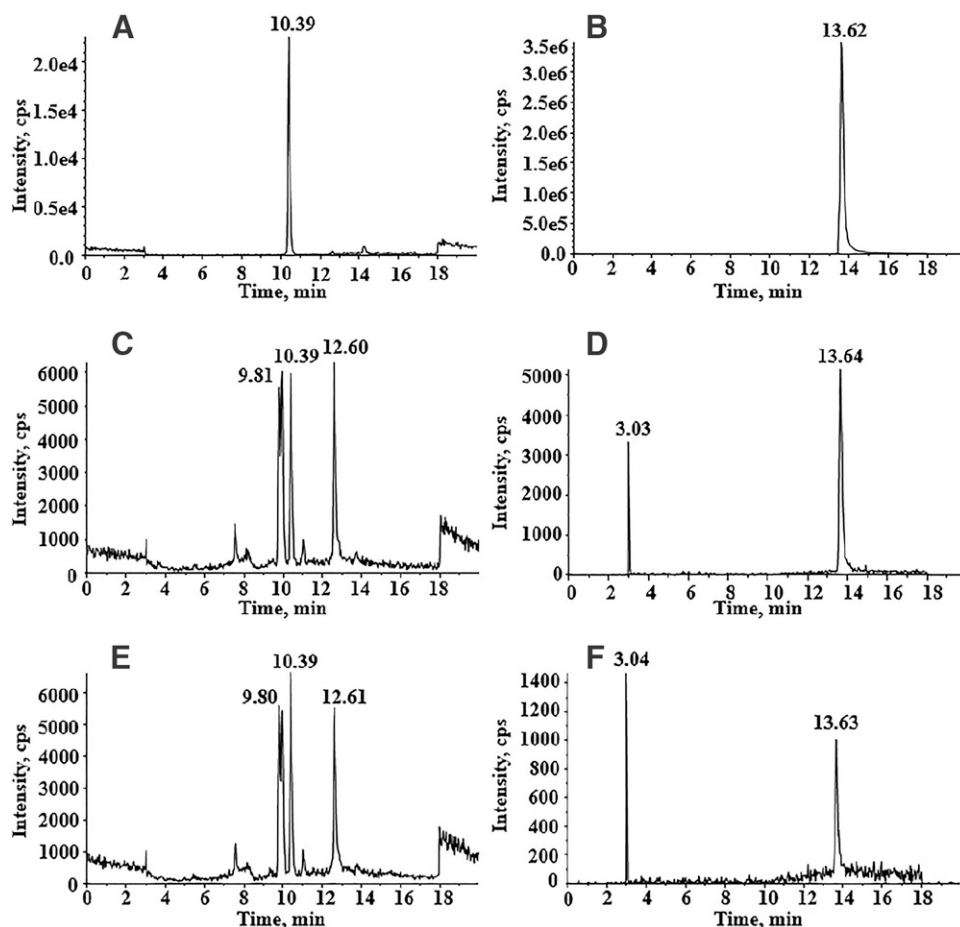 A
10.39
Intensity, cps
2.0e4
1.5e4
1.0e4
0.5e4
0.0
0 2 4 6 8 10 12 14 16 18
Time, min
B
13.62
Intensity, cps
3.5e6
3.0e6
2.5e6
2.0e6
1.5e6
1.0e6
5.0e5
0.0
0 2 4 6 8 10 12 14 16 18
Time, min
C
9.81
10.39
12.60
Intensity, cps
6000
5000
4000
3000
2000
1000
0
0 2 4 6 8 10 12 14 16 18
Time, min
D
3.03
13.64
Intensity, cps
5000
4000
3000
2000
1000
0
0 2 4 6 8 10 12 14 16 18
Time, min
E
9.80
10.39
12.61
Intensity, cps
6000
5000
4000
3000
2000
1000
0
0 2 4 6 8 10 12 14 16 18
Time, min
F
3.04
13.63
Intensity, cps
1400
1200
1000
800
600
400
200
0
0 2 4 6 8 10 12 14 16 18
Time, min